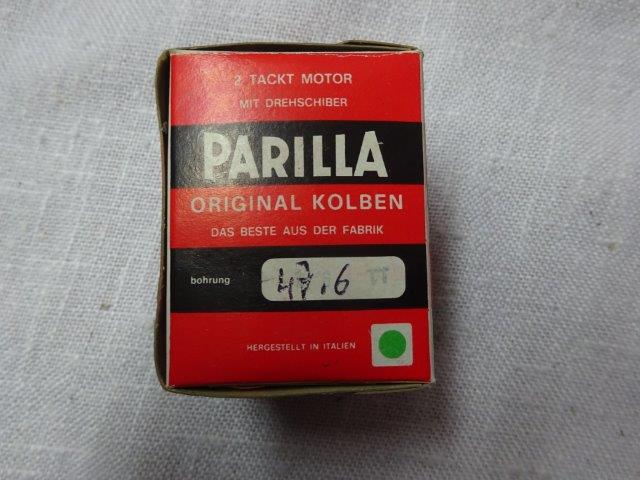 2 TACKT MOTOR
MIT DREHSCHIBER
PARILLA
ORIGINAL KOLBEN
DAS BESTE AUS DER FABRIK
bohrung 47.6
HERGESTELLT IN ITALIEN